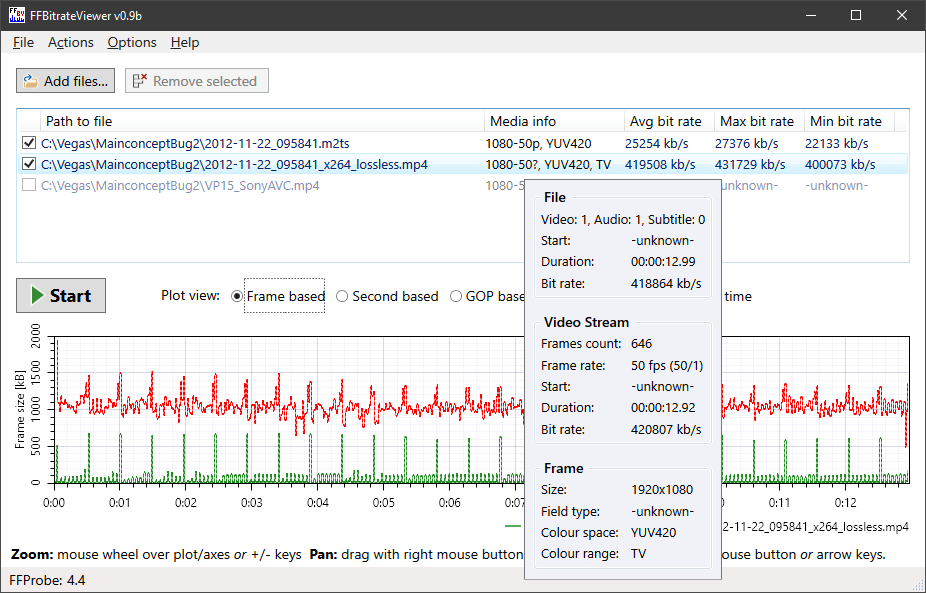 FFBitrateViewer v0.9b
File Actions Options Help
Add files... Remove selected
Path to file Media info Avg bit rate Max bit rate Min bit rate
C:\Vegas\MainconceptBug2\2012-11-22_095841.m2ts 1080-50p, YUV420 25254 kb/s 27376 kb/s 22133 kb/s
C:\Vegas\MainconceptBug2\2012-11-22_095841_x264_lossless.mp4 1080-50?, YUV420, TV 419508 kb/s 431729 kb/s 400073 kb/s
C:\Vegas\MainconceptBug2\VP15_SonyAVC.mp4 1080-5 unknown- -unknown-
File
Video: 1, Audio: 1, Subtitle: 0
Start: -unknown-
Duration: 00:00:12.99
Bit rate: 418864 kb/s
Start Plot view: Frame based Second based GOP base time
Video Stream
Frames count: 646
Frame rate: 50 fps (50/1)
Start: -unknown-
Duration: 00:00:12.92
Bit rate: 420807 kb/s
Frame
Size: 1920x1080
Field type: -unknown-
Colour space: YUV420
Colour range: TV
Frame size [kB]
2000
1500
1000
500
0
0:00 0:01 0:02 0:03 0:04 0:05 0:06 0:07 0:11 0:12
2-11-22_095841_x264_lossless.mp4
Zoom: mouse wheel over plot/axes or +/- keys Pan: drag with right mouse button ouse button or arrow keys.
FFProbe: 4.4